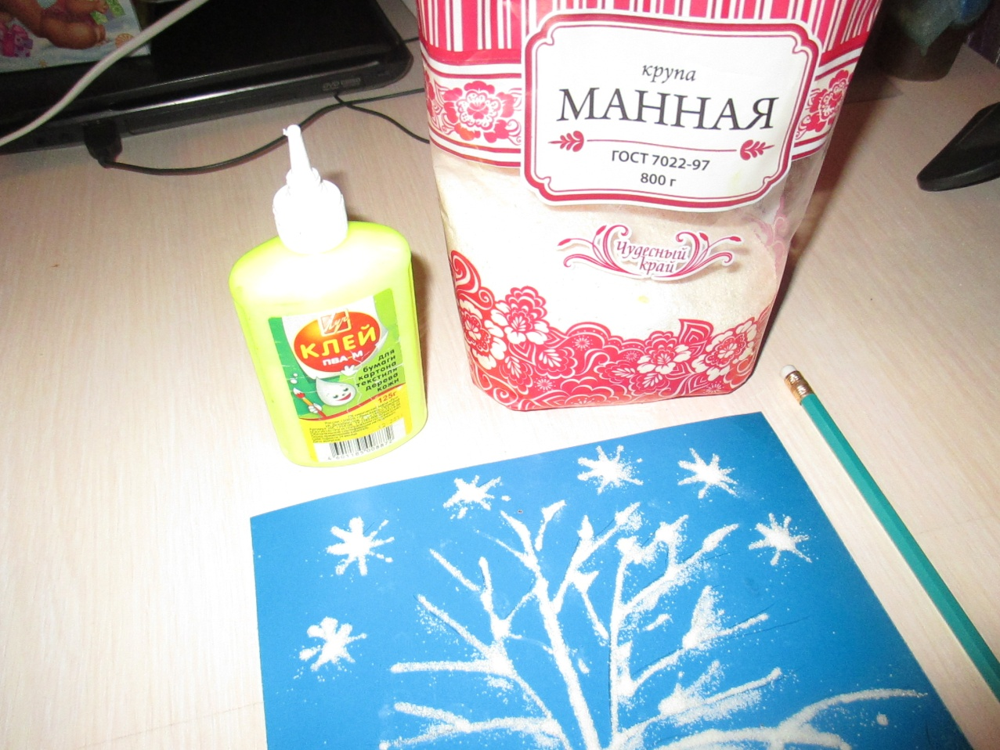 крупа
МАННАЯ
ГОСТ 7022-97
800 г
Чудесный
край
КЛЕЙ
ПВА-М
для
бумаги
картона
текстиля
дерева
кожи
125г